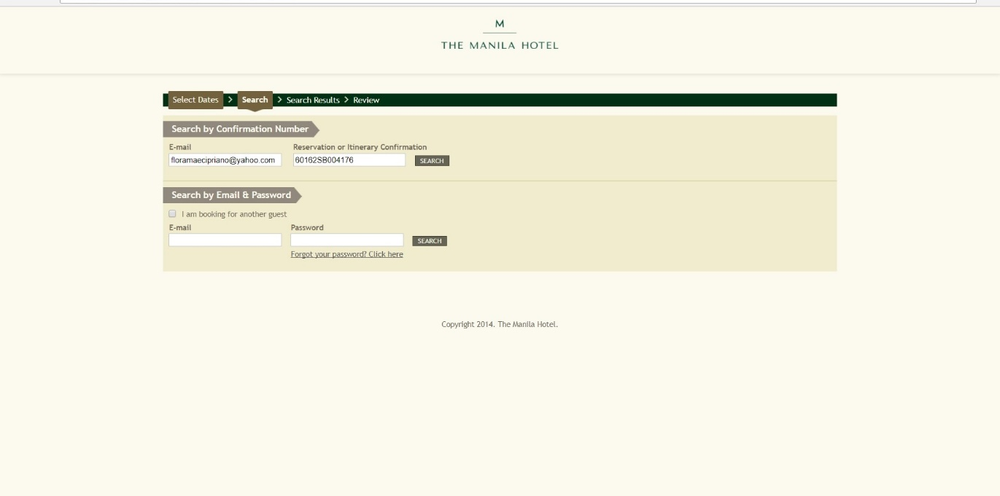 M
THE MANILA HOTEL
Select Dates > Search > Search Results > Review
Search by Confirmation Number
E-mail Reservation or Itinerary Confirmation
floramaecipriano@yahoo.com 60162SB004176 SEARCH
Search by Email & Password
I am booking for another guest
E-mail Password
SEARCH
Forgot your password? Click here
Copyright 2014. The Manila Hotel.